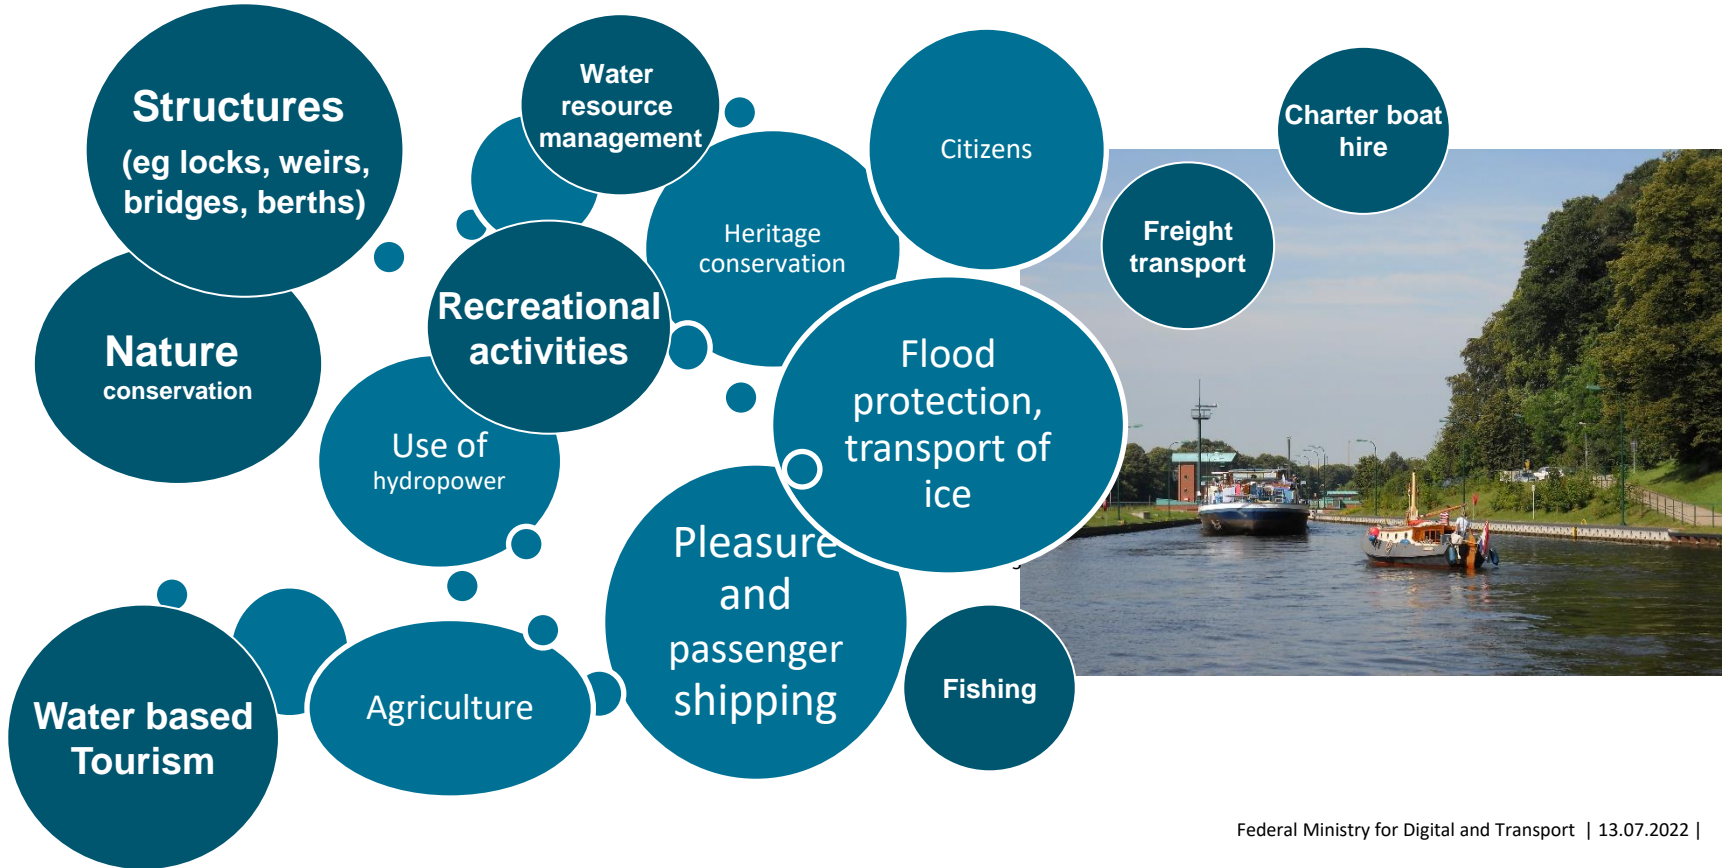 Structures
(eg locks, weirs,
bridges, berths)
Water
resource
management
Citizens
Charter boat
hire
Freight
transport
Heritage
conservation
Recreational
activities
Nature
conservation
Flood
protection,
transport of
ice
Use of
hydropower
Pleasure
and
passenger
shipping
Fishing
Agriculture
Water based
Tourism
Federal Ministry for Digital and Transport | 13.07.2022 |